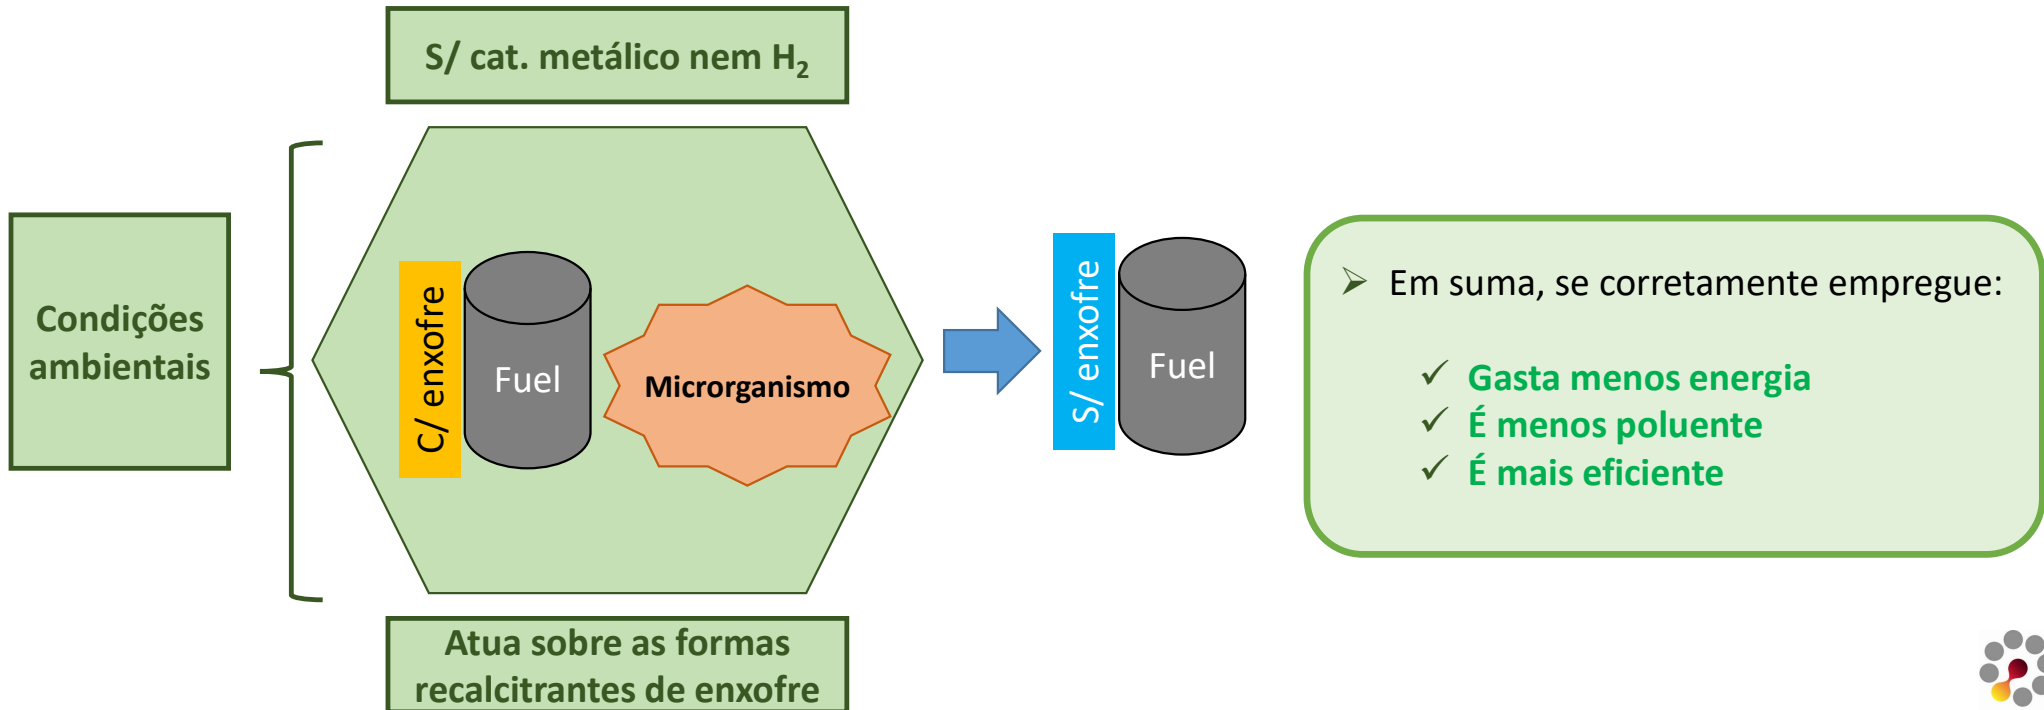 S/ cat. metálico nem H₂
Condições
ambientais
C/ enxofre
Fuel
Microrganismo
S/ enxofre
Fuel
Atua sobre as formas
recalcitrantes de enxofre
➢ Em suma, se corretamente empregue:
✓ Gasta menos energia
✓ É menos poluente
✓ É mais eficiente